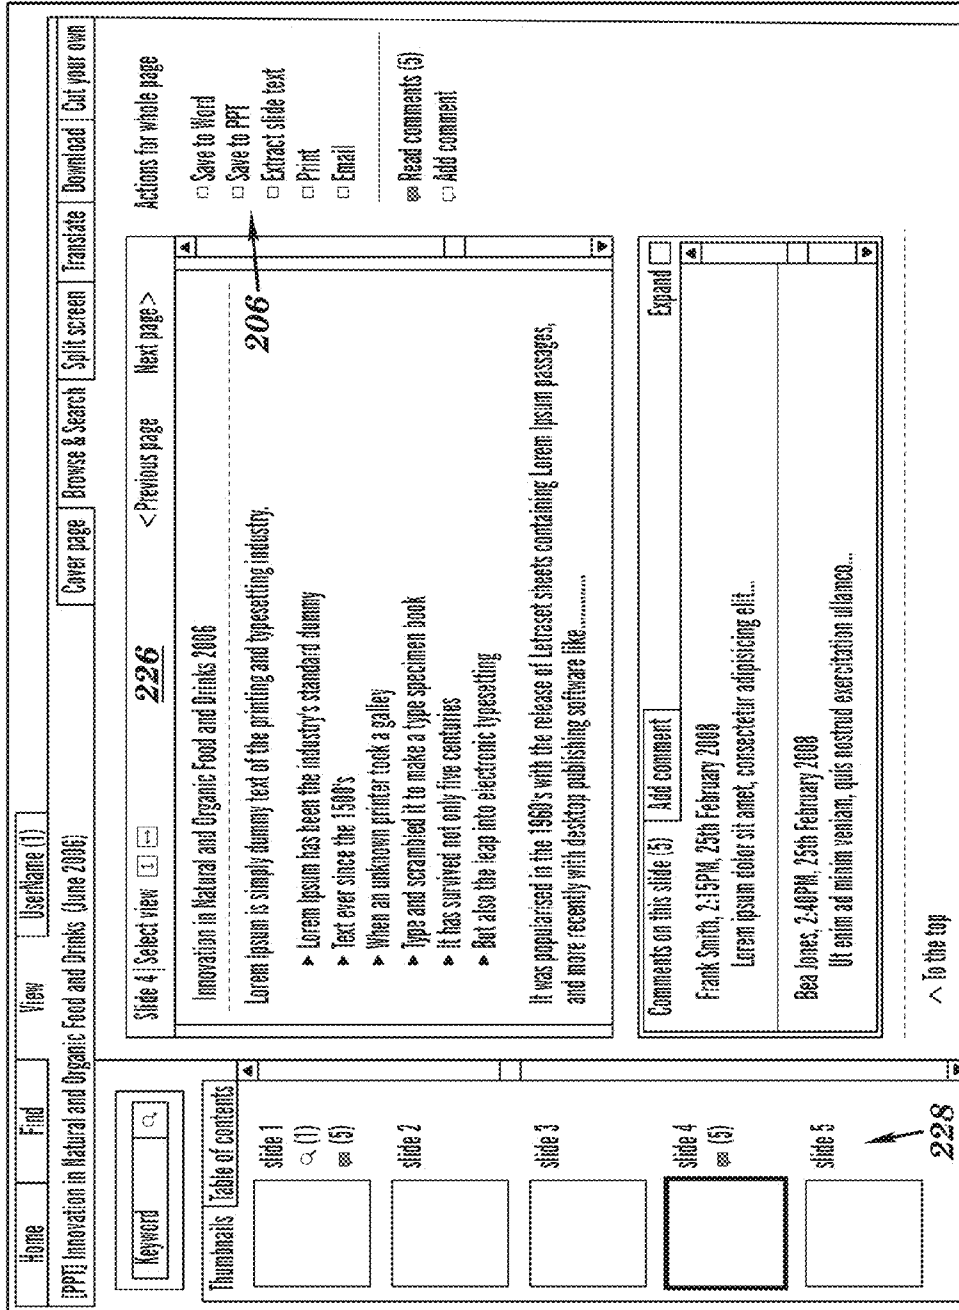 Home
Find
View
UseName (1)
[PPT] Innovation in Natural and Organic Food and Drinks (June 2006)
Cover page
Browse & Search
Split screen
Translate
Download
Cut your own
Keyword
Thumbnails
Table of contents
slide 1
(1)
(5)
slide 2
slide 3
slide 4
(5)
slide 5
228
Slide 4 | Select view
226
< Previous page
Next page >
Innovation in Natural and Organic Food and Drinks 2006
Lorem Ipsum is simply dummy text of the printing and typesetting industry.
Lorem Ipsum has been the industry's standard dummy
Text ever since the 1500's
When an unknown printer took a galley
Type and scrambled it to make a type specimen book
It has survived not only five centuries
But also the leap into electronic typesetting
It was popularised in the 1960's with the release of Letraset sheets containing Lorem Ipsum passages,
and more recently with desktop publishing software like..............
Comments on this slide (5)
Add comment
Expand
Frank Smith, 2:15PM, 25th February 2008
Lorem ipsum dolor sit amet, consectetur adipisicing elit...
Bea Jones, 2:40PM, 25th February 2008
Ut enim ad minim veniam, quis nostrud exercitation ullamco...
^ To the top
Actions for whole page
Save to Word
Save to PPT
Extract slide text
Print
Email
206
Read comments (5)
Add comment